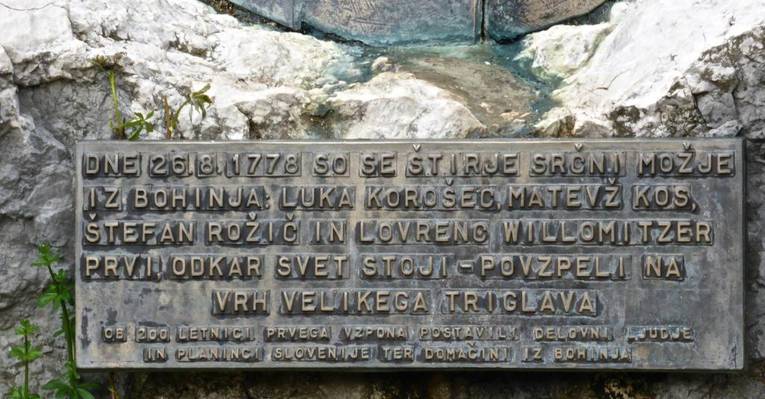 DNE 26.8.1778 SO SE ŠTIRJE SRČNI MOŽJE
IZ BOHINJA: LUKA KOROŠEC, MATEVŽ KOS,
ŠTEFAN ROŽIČ IN LOVRENC WILLOMITZER
PRVI, ODKAR SVET STOJI - POVZPELI NA
VRH VELIKEGA TRIGLAVA
OB 200 LETNICI PRVEGA VZPONA POSTAVILI DELOVNI LJUDJE
IN PLANINCI SLOVENIJE TER DOMAČINI IZ BOHINJA